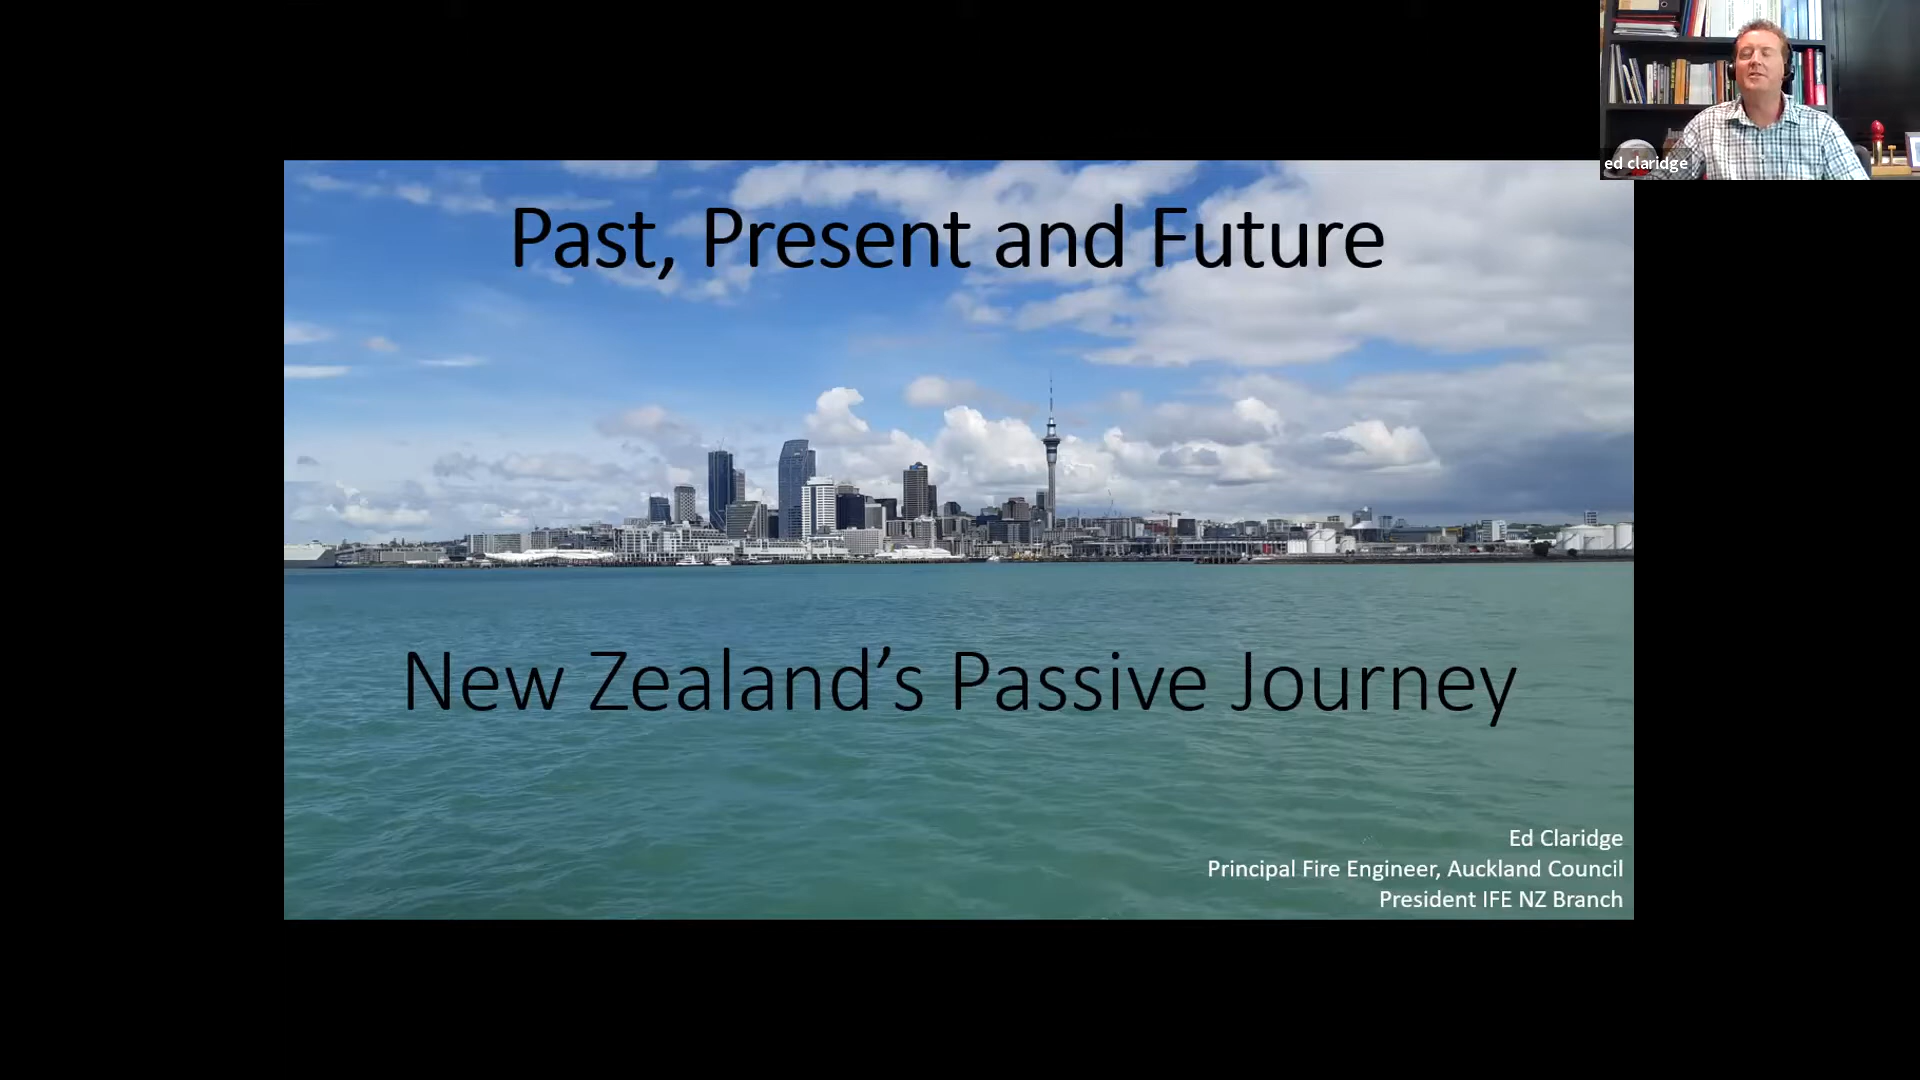 ed claridge
Past, Present and Future
New Zealand’s Passive Journey
Ed Claridge
Principal Fire Engineer, Auckland Council
President IFE NZ Branch